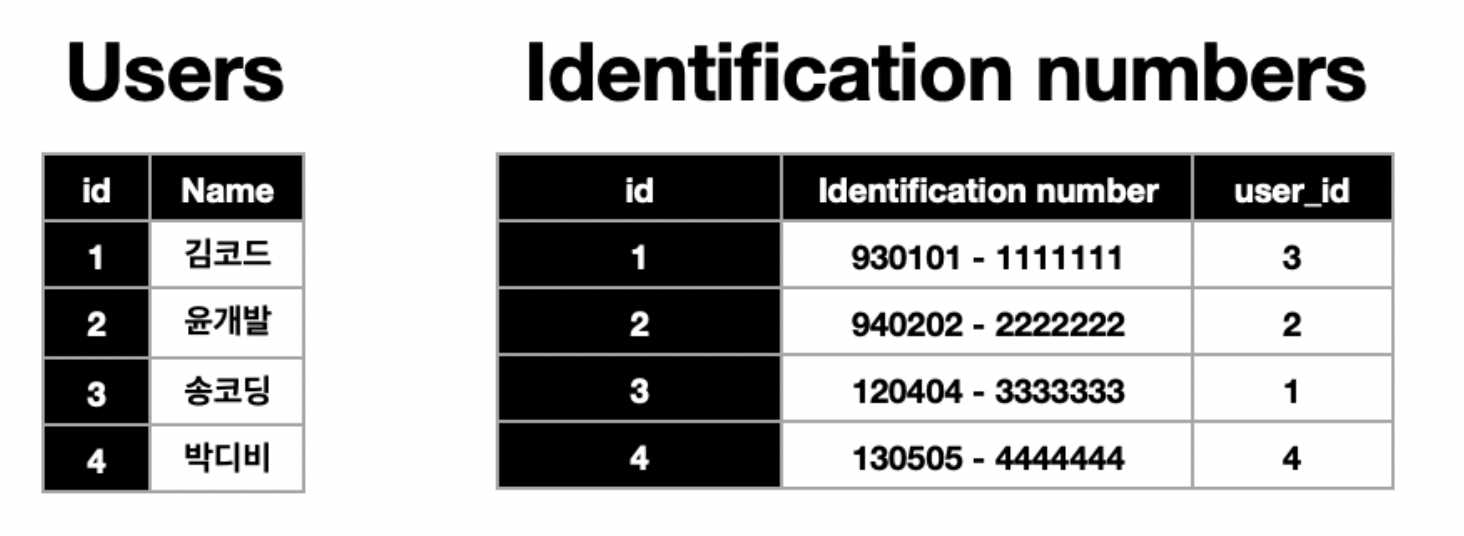 Users
id Name
1 김코드
2 윤개발
3 송코딩
4 박디비
Identification numbers
id Identification number user_id
1 930101 - 1111111 3
2 940202 - 2222222 2
3 120404 - 3333333 1
4 130505 - 4444444 4